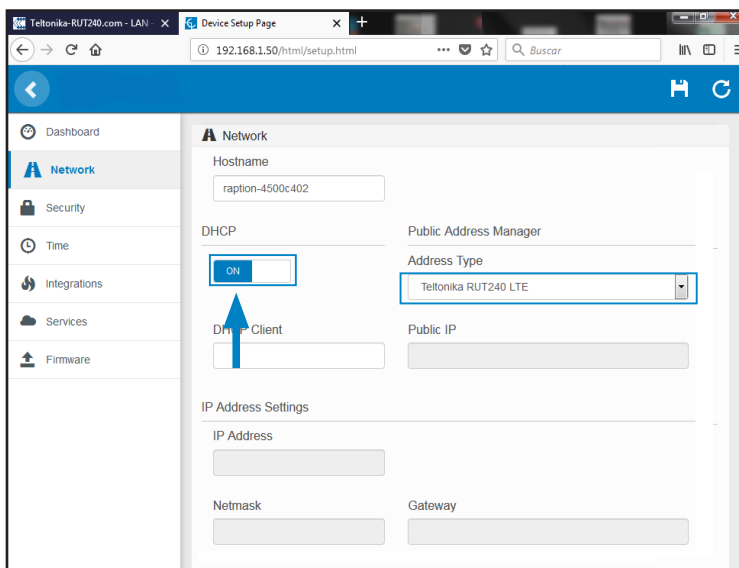 Teltonika-RUT240.com - LAN -
Device Setup Page
192.168.1.50/html/setup.html
Buscar
Dashboard
Network
Security
Time
Integrations
Services
Firmware
Network
Hostname
raption-4500c402
DHCP
Public Address Manager
ON
Address Type
Teltonika RUT240 LTE
DHCP Client
Public IP
IP Address Settings
IP Address
Netmask
Gateway